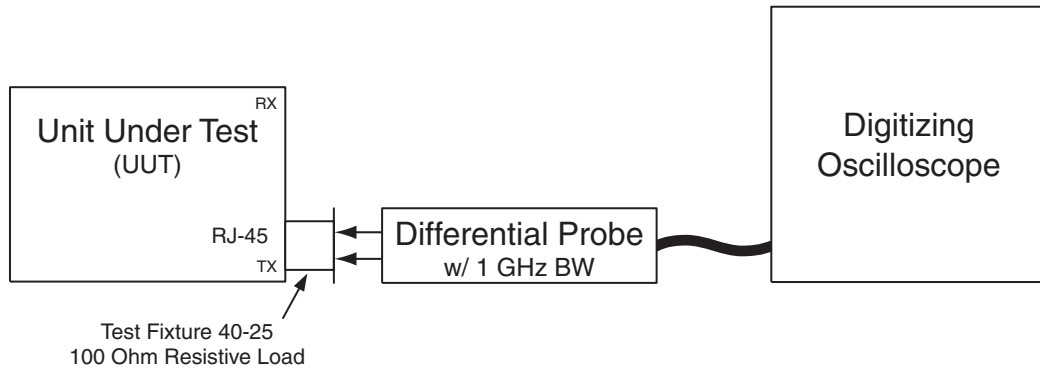 RX
Unit Under Test
(UUT)
RJ-45
TX
Test Fixture 40-25
100 Ohm Resistive Load
Differential Probe
w/ 1 GHz BW
Digitizing
Oscilloscope